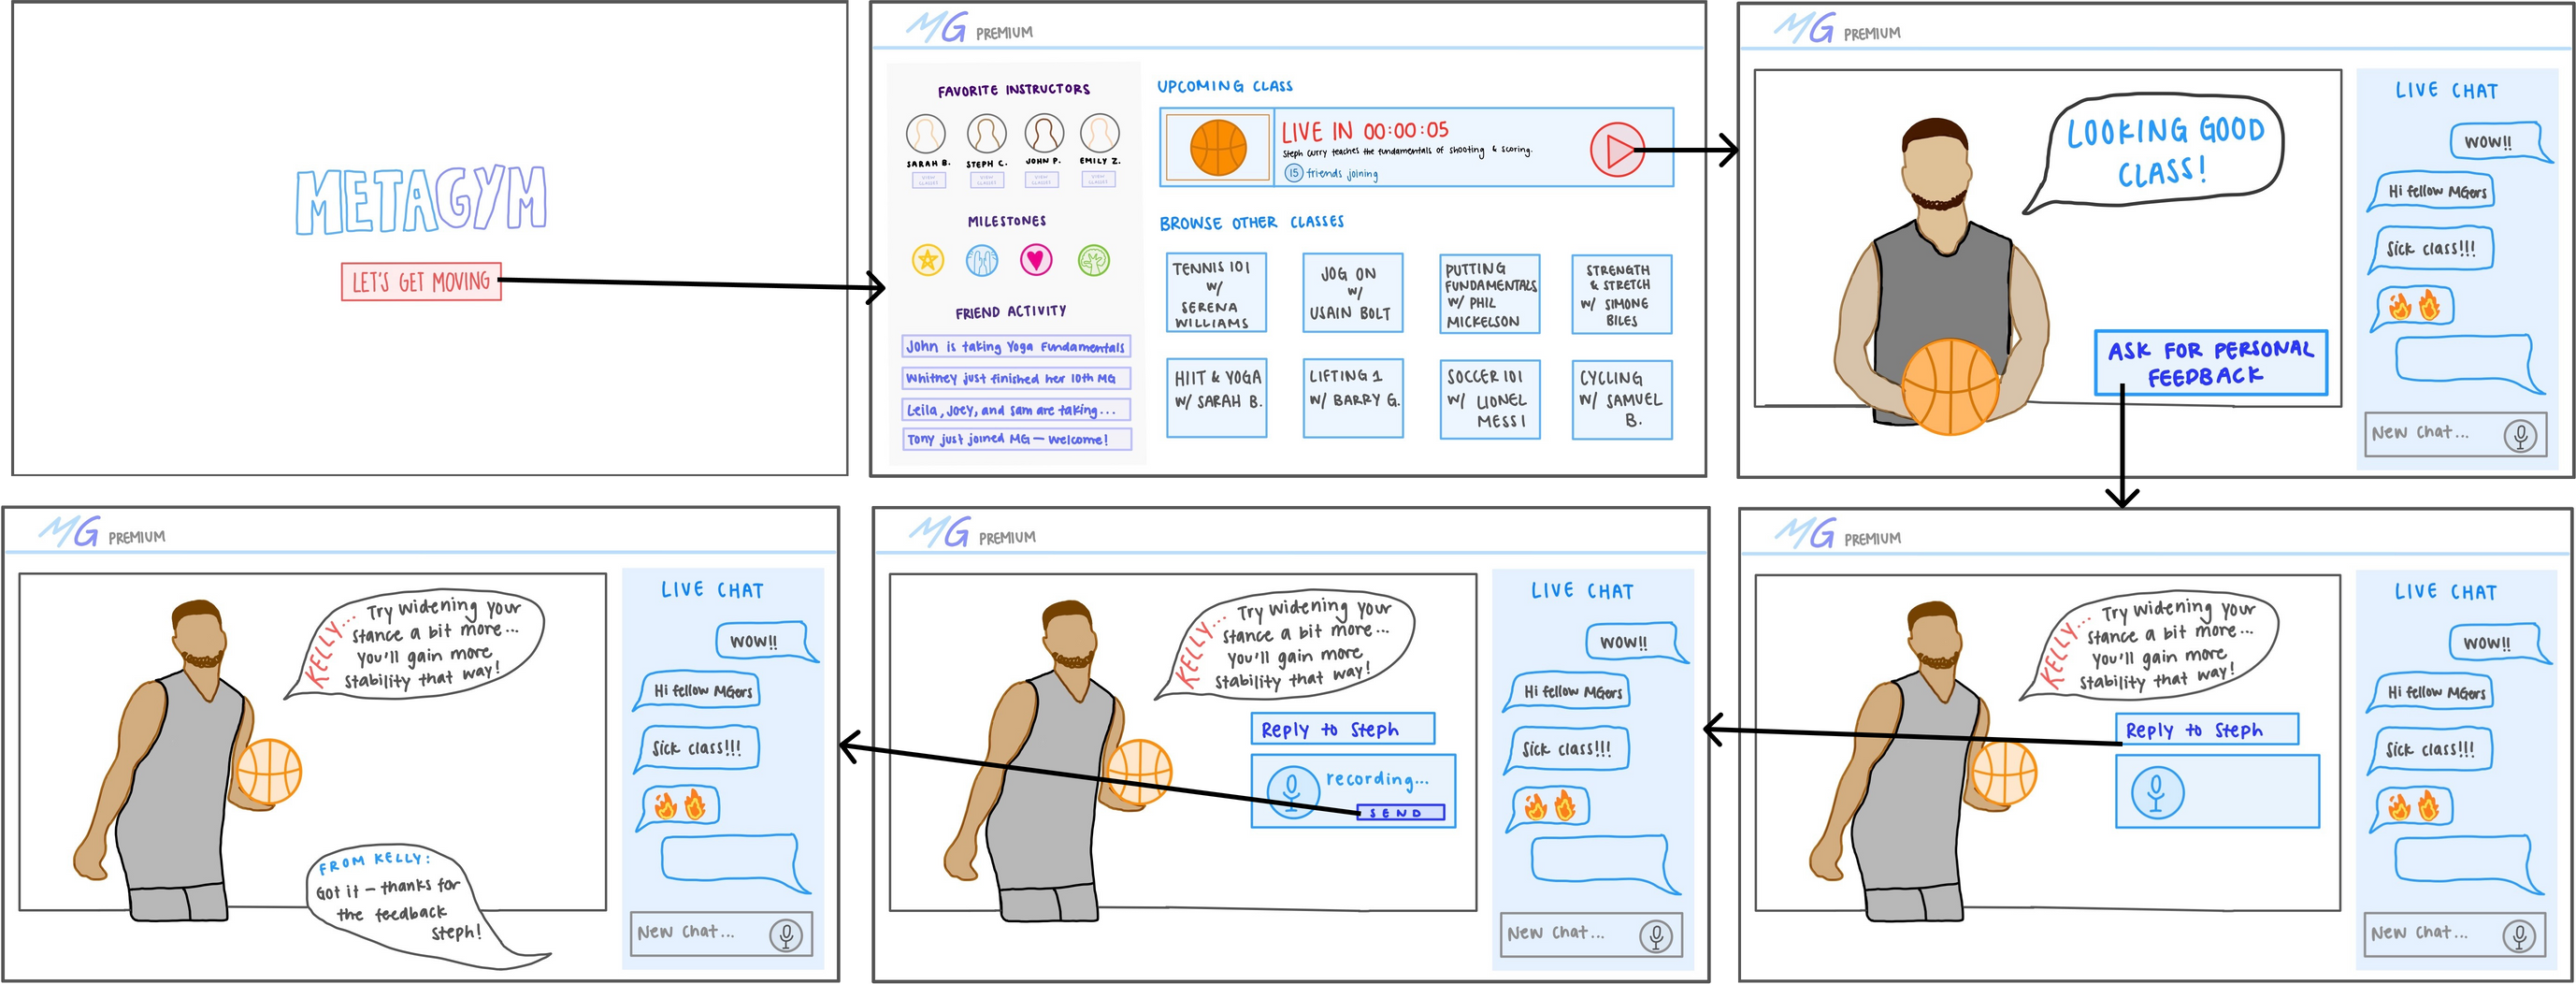 METAGYM
LET'S GET MOVING
MG PREMIUM
FAVORITE INSTRUCTORS
SARAH B.
STEPH C.
JOHN P.
EMILY Z.
VIEW
CLASSES
VIEW
CLASSES
VIEW
CLASSES
VIEW
CLASSES
MILESTONES
FRIEND ACTIVITY
John is taking Yoga Fundamentals
Whitney just finished her 10th MG
Leila, Joey, and Sam are taking...
Tony just joined MG — welcome!
UPCOMING CLASS
LIVE IN 00:00:05
Steph Curry teaches the fundamentals of shooting & scoring.
15 friends joining
BROWSE OTHER CLASSES
TENNIS 101
W/
SERENA
WILLIAMS
JOG ON
W/
USAIN BOLT
PUTTING
FUNDAMENTALS
W/ PHIL
MICKELSON
STRENGTH
& STRETCH
W/ SIMONE
BILES
HIIT & YOGA
W/ SARAH B.
LIFTING 1
W/ BARRY G.
SOCCER 101
W/ LIONEL
MESSI
CYCLING
W/ SAMUEL
B.
MG PREMIUM
LOOKING GOOD
CLASS!
ASK FOR PERSONAL
FEEDBACK
LIVE CHAT
WOW!!
Hi fellow MGers
Sick class!!!
New Chat...
MG PREMIUM
KELLY... Try widening your
stance a bit more...
you'll gain more
stability that way!
FROM KELLY:
Got it — thanks for
the feedback
Steph!
LIVE CHAT
WOW!!
Hi fellow MGers
Sick class!!!
New Chat...
MG PREMIUM
KELLY... Try widening your
stance a bit more...
you'll gain more
stability that way!
Reply to Steph
recording...
SEND
LIVE CHAT
WOW!!
Hi fellow MGers
Sick class!!!
New Chat...
MG PREMIUM
KELLY... Try widening your
stance a bit more...
you'll gain more
stability that way!
Reply to Steph
LIVE CHAT
WOW!!
Hi fellow MGers
Sick class!!!
New Chat...